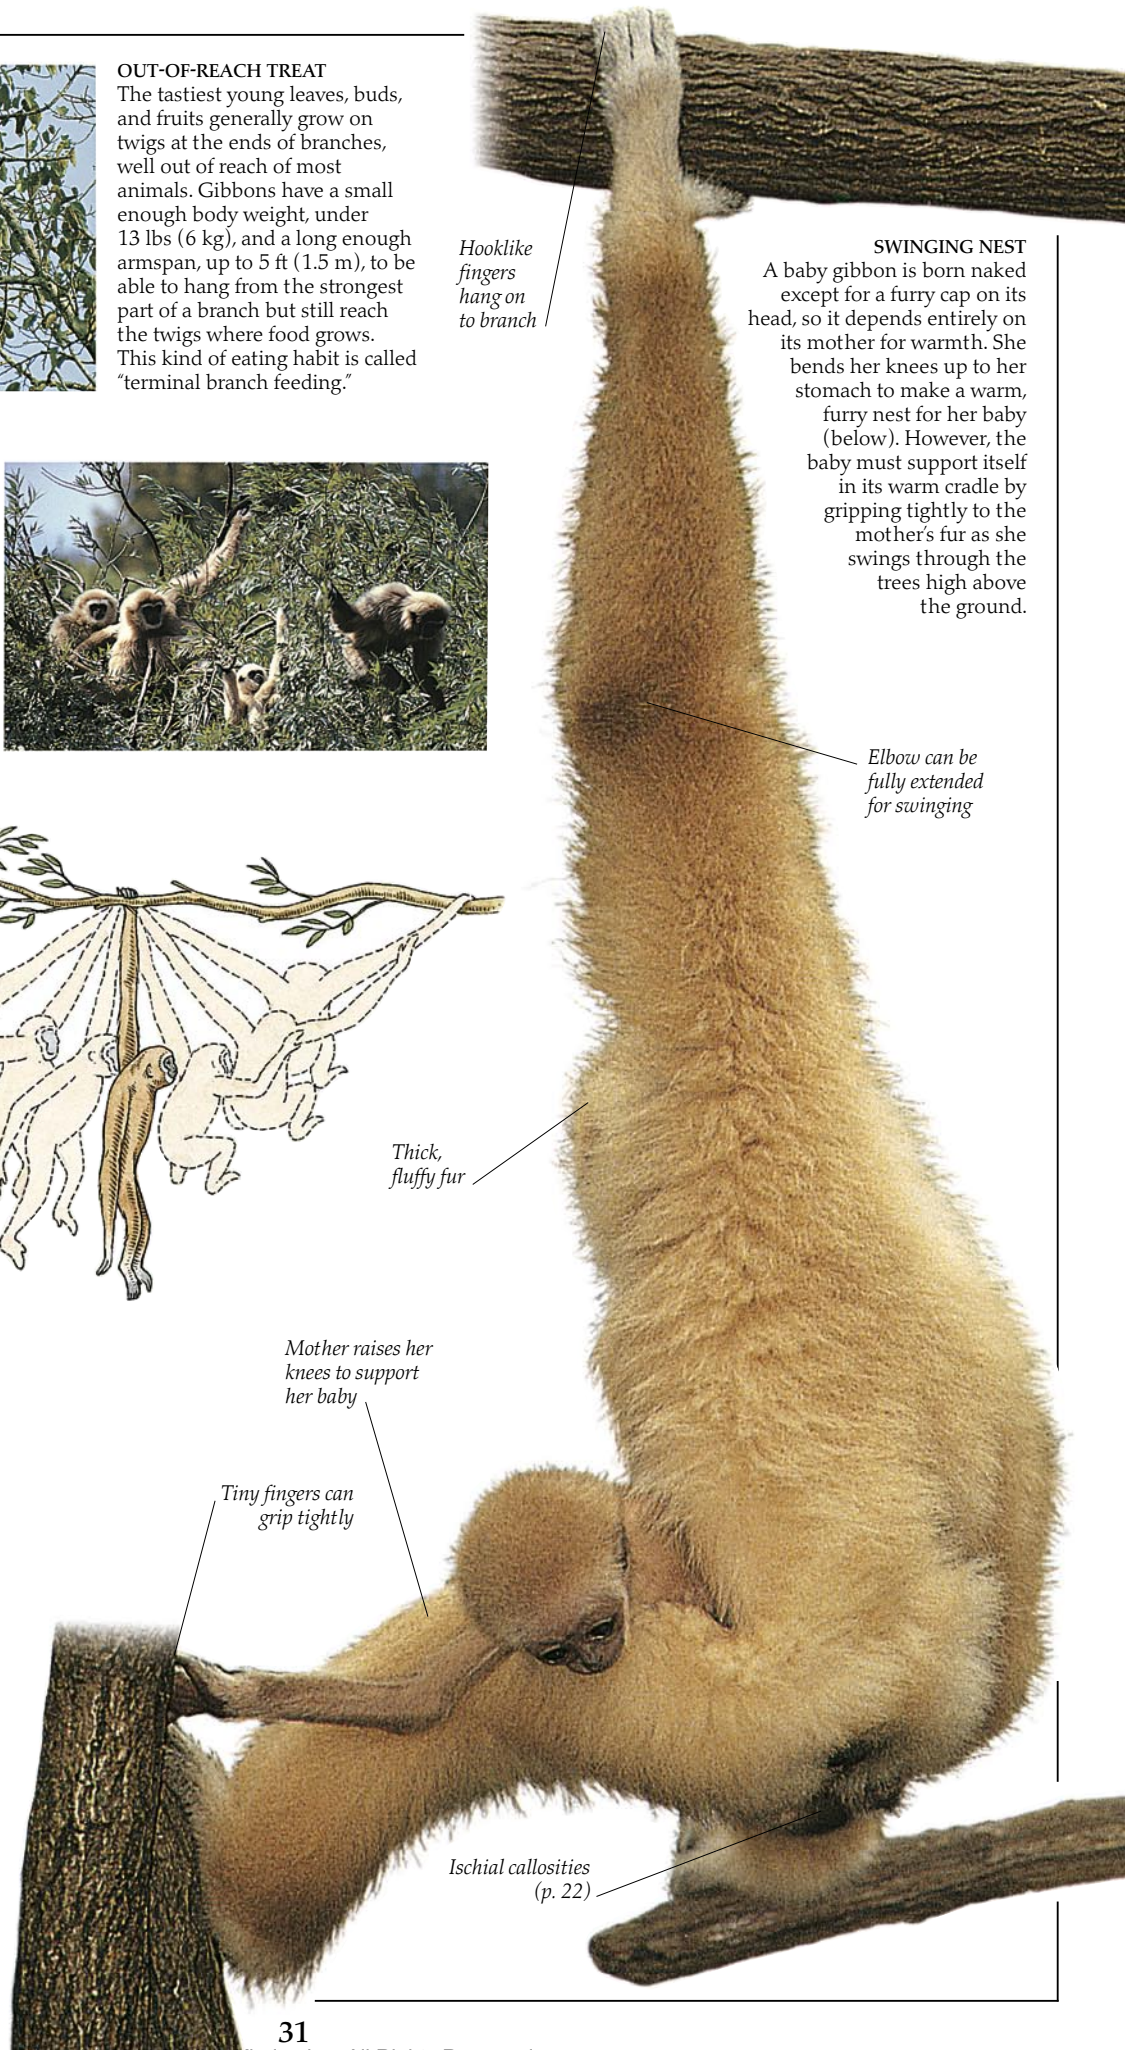 OUT-OF-REACH TREAT
The tastiest young leaves, buds,
and fruits generally grow on
twigs at the ends of branches,
well out of reach of most
animals. Gibbons have a small
enough body weight, under
13 lbs (6 kg), and a long enough
armspan, up to 5 ft (1.5 m), to be
able to hang from the strongest
part of a branch but still reach
the twigs where food grows.
This kind of eating habit is called
“terminal branch feeding.”
Hooklike
fingers
hang on
to branch
SWINGING NEST
A baby gibbon is born naked
except for a furry cap on its
head, so it depends entirely on
its mother’s for warmth. She
bends her knees up to her
stomach to make a warm,
furry nest for her baby
(below). However, the
baby must support itself
in its warm cradle by
gripping tightly to the
mother’s fur as she
swings through the
trees high above
the ground.
Elbow can be
fully extended
for swinging
Thick,
fluffy fur
Mother raises her
knees to support
her baby
Tiny fingers can
grip tightly
Ischial callosities
(p. 22)
31